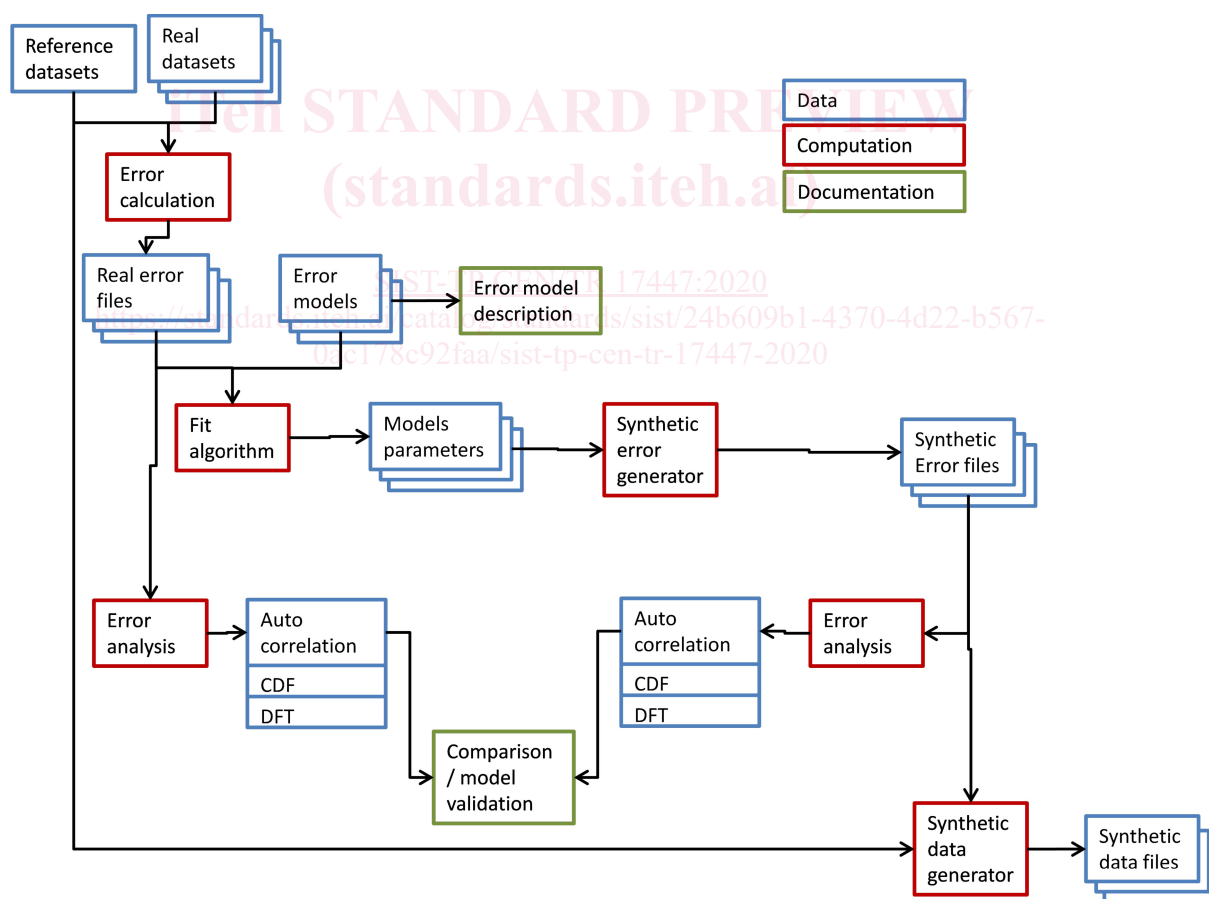 Reference
datasets
Real
datasets
iTeh STANDARD PREVIEW
(standards.iteh.ai)
Data
Computation
Documentation
Error
calculation
Real error
files
Error
models
Error model
description
SIST-TP CEN/TR 17447:2020
https://standards.iteh.ai/catalog/standards/sist/24b609b1-4370-4d22-b567-
0ac178c92faa/sist-tp-cen-tr-17447-2020
Fit
algorithm
Models
parameters
Synthetic
error
generator
Synthetic
Error files
Error
analysis
Auto
correlation
CDF
DFT
Auto
correlation
CDF
DFT
Error
analysis
Comparison
/ model
validation
Synthetic
data
generator
Synthetic
data files